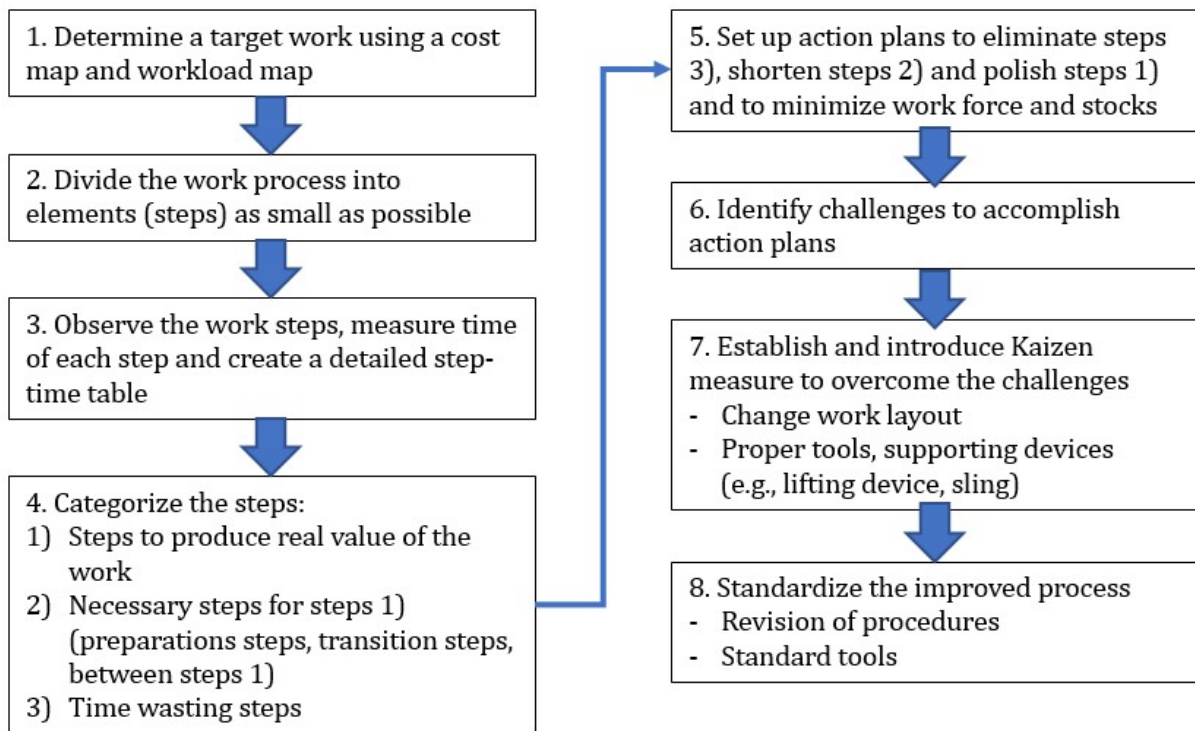 1. Determine a target work using a cost
map and workload map
2. Divide the work process into
elements (steps) as small as possible
3. Observe the work steps, measure time
of each step and create a detailed step-
time table
4. Categorize the steps:
1) Steps to produce real value of the
work
2) Necessary steps for steps 1)
(preparations steps, transition steps,
between steps 1)
3) Time wasting steps
5. Set up action plans to eliminate steps
3), shorten steps 2) and polish steps 1)
and to minimize work force and stocks
6. Identify challenges to accomplish
action plans
7. Establish and introduce Kaizen
measure to overcome the challenges
- Change work layout
- Proper tools, supporting devices
(e.g., lifting device, sling)
8. Standardize the improved process
- Revision of procedures
- Standard tools